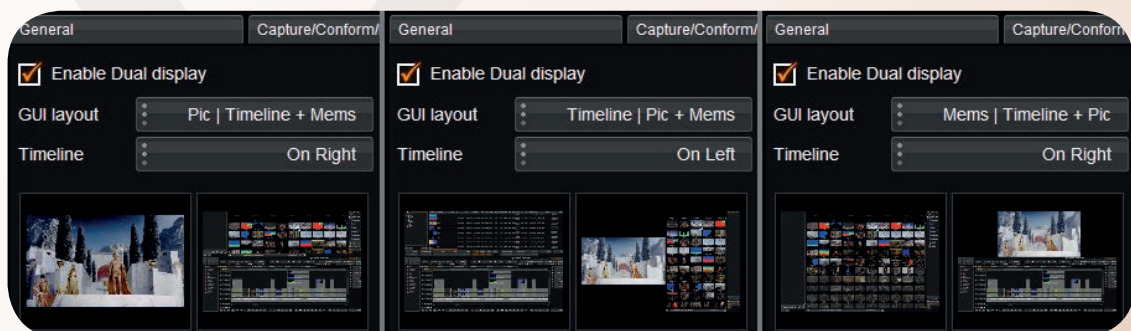 General Capture/Conform/
Enable Dual display
GUI layout Pic | Timeline + Mems
Timeline On Right
General Capture/Conform/
Enable Dual display
GUI layout Timeline | Pic + Mems
Timeline On Left
General Capture/Conform
Enable Dual display
GUI layout Mems | Timeline + Pic
Timeline On Right